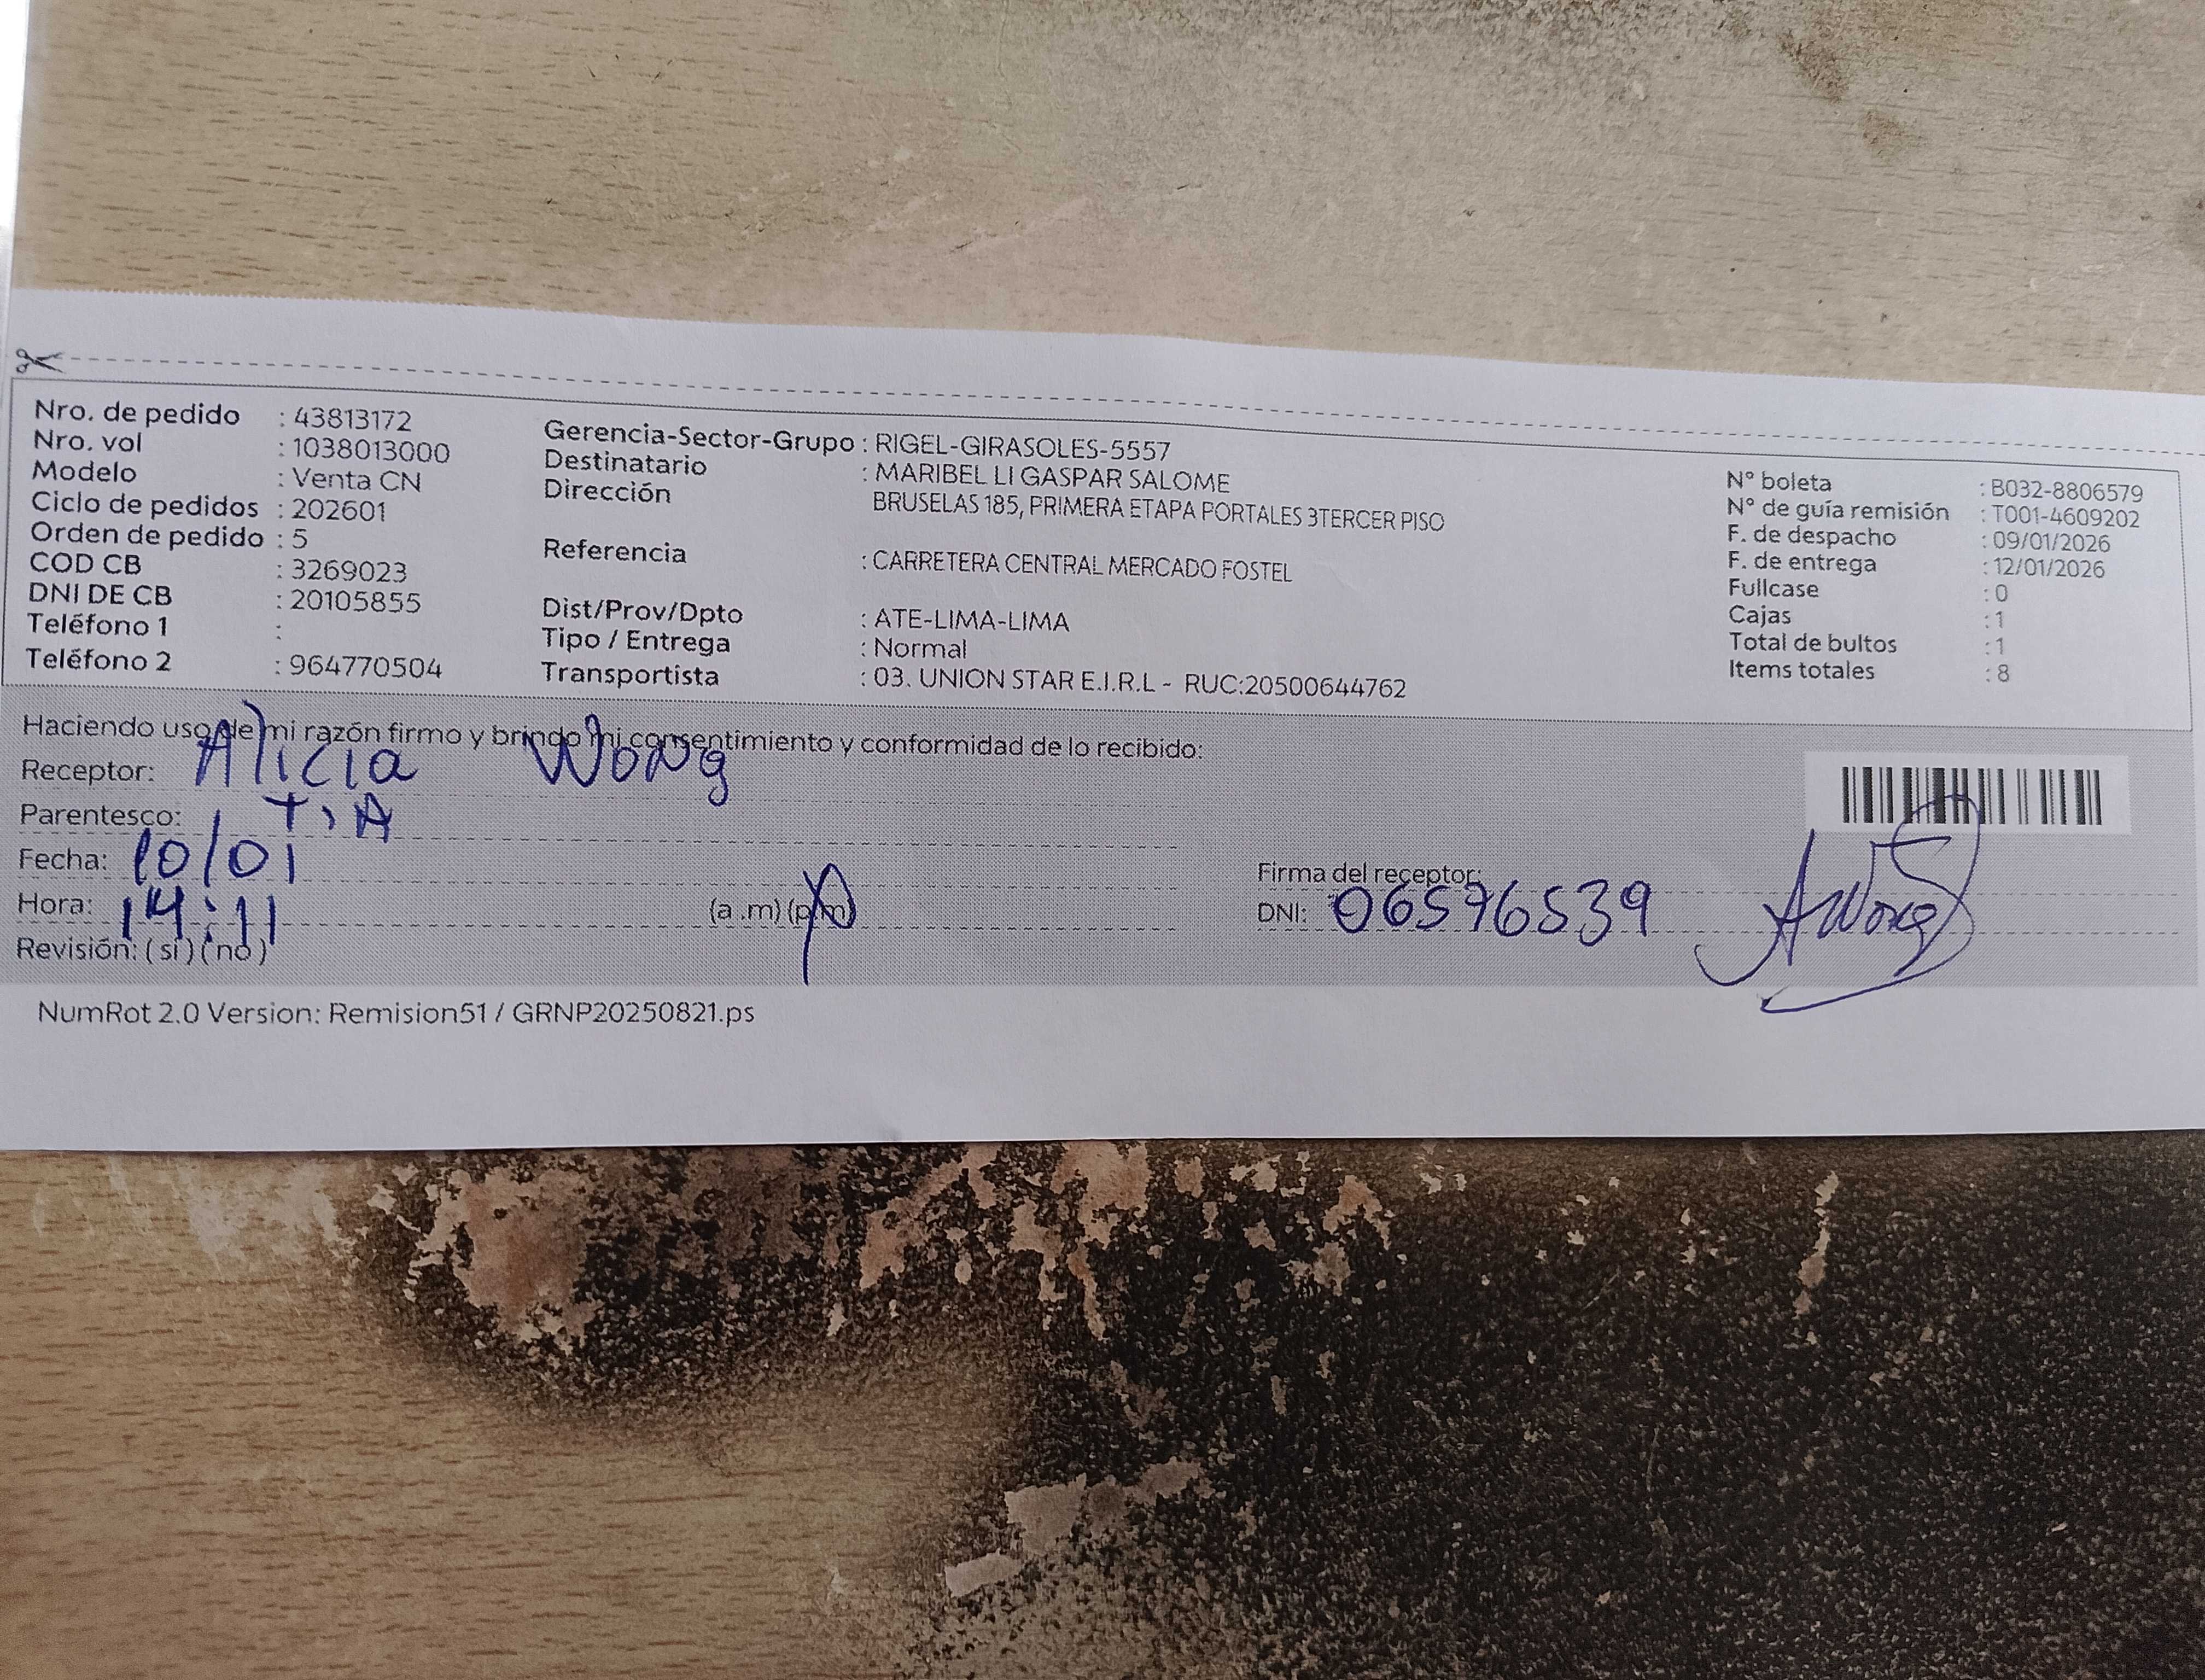 Nro. de pedido : 43813172
Nro. vol : 1038013000
Modelo : Venta CN
Ciclo de pedidos : 202601
Orden de pedido : 5
COD CB : 3269023
DNI DE CB : 20105855
Teléfono 1 :
Teléfono 2 : 964770504
Gerencia-Sector-Grupo : RIGEL-GIRASOLES-5557
Destinatario : MARIBEL LI GASPAR SALOME
Dirección BRUSELAS 185, PRIMERA ETAPA PORTALES 3TERCER PISO
Referencia : CARRETERA CENTRAL MERCADO FOSTEL
Dist/Prov/Dpto : ATE-LIMA-LIMA
Tipo / Entrega : Normal
Transportista : 03. UNION STAR E.I.R.L - RUC:20500644762
N° boleta : B032-8806579
N° de guía remisión : T001-4609202
F. de despacho : 09/01/2026
F. de entrega : 12/01/2026
Fullcase : 0
Cajas : 1
Total de bultos : 1
Items totales : 8
Haciendo uso de mi razón firmo y brindo mi consentimiento y conformidad de lo recibido:
Receptor: Alicia Wong
Parentesco: TiA
Fecha: 10/01
Hora: 14:11 (a .m) (p.m)
Revisión: ( si ) ( no )
Firma del receptor:
DNI: 06576539 AWong
NumRot 2.0 Version: Remision51 / GRNP20250821.ps